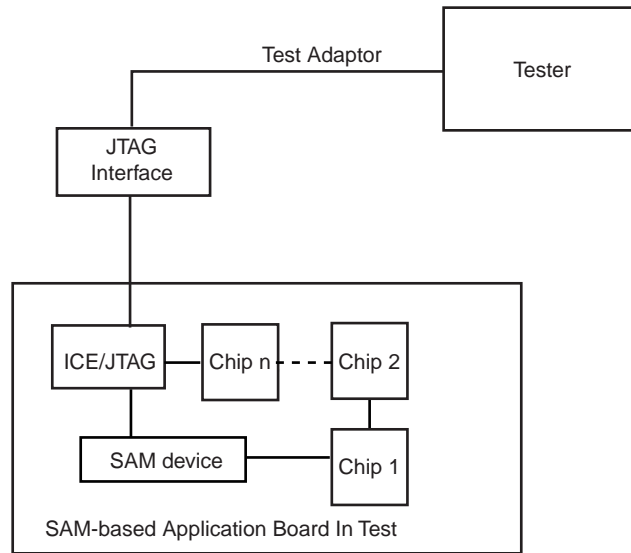 Test Adaptor
Tester
JTAG
Interface
ICE/JTAG
Chip n
Chip 2
SAM device
Chip 1
SAM-based Application Board In Test